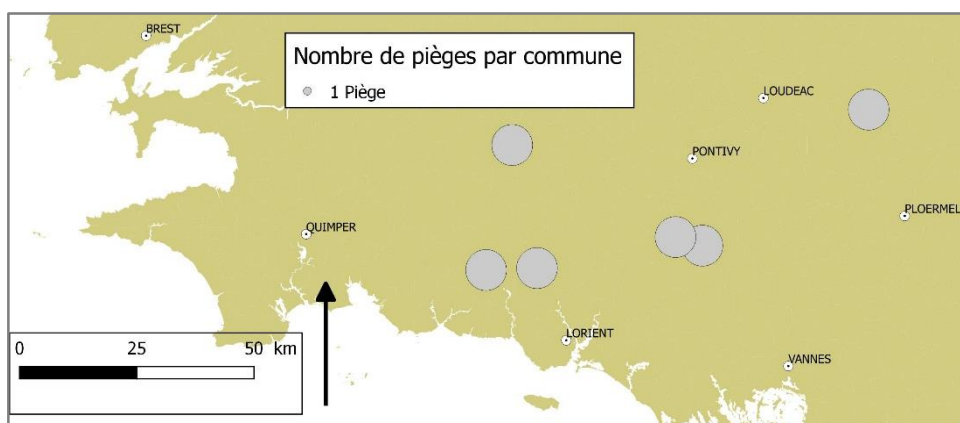 BREST
Nombre de pièges par commune
1 Piège
LOUDEAC
PONTIVY
PLOERMEL
QUIMPER
LORIENT
VANNES
0 25 50 km